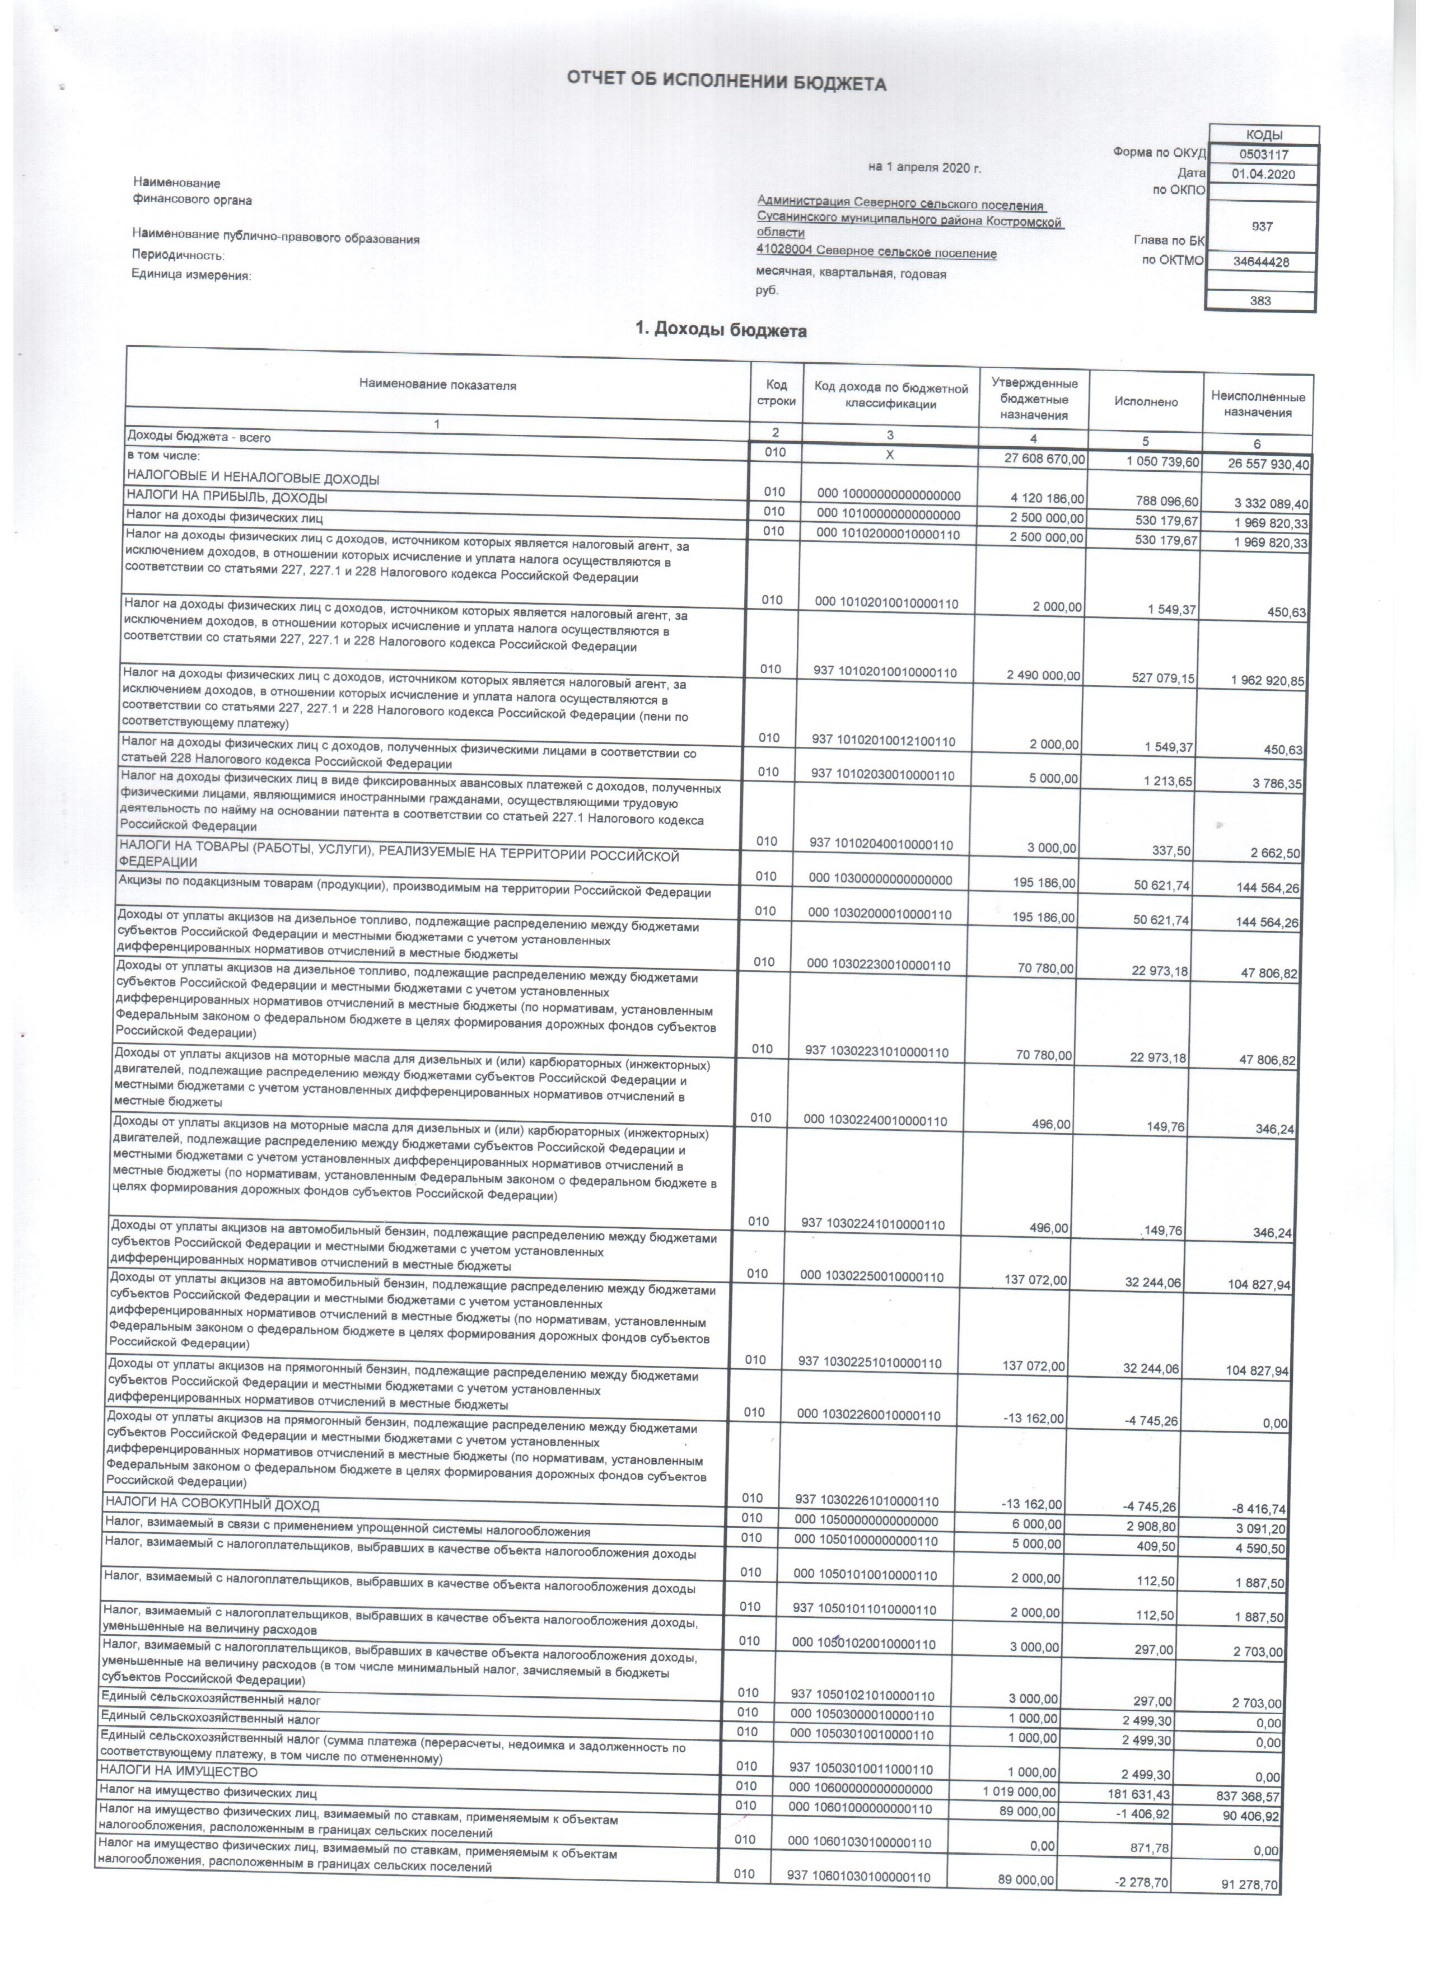 ОТЧЕТ ОБ ИСПОЛНЕНИИ БЮДЖЕТА
КОДЫ
Форма по ОКУД 0503117
на 1 апреля 2020 г. Дата 01.04.2020
Наименование по ОКПО
финансового органа
Администрация Северного сельского поселения
Сусанинского муниципального района Костромской
области Глава по БК 937
Наименование публично-правового образования 41028004 Северное сельское поселение по ОКТМО 34644428
Периодичность: месячная, квартальная, годовая
Единица измерения: руб. 383
1. Доходы бюджета
Наименование показателя
Код
строки
Код дохода по бюджетной
классификации
Утвержденные
бюджетные
назначения
Исполнено
Неисполненные
назначения
1 2 3 4 5 6
Доходы бюджета - всего 010 X 27 608 670,00 1 050 739,60 26 557 930,40
в том числе:
НАЛОГОВЫЕ И НЕНАЛОГОВЫЕ ДОХОДЫ 010 000 10000000000000000 4 120 186,00 788 096,60 3 332 089,40
НАЛОГИ НА ПРИБЫЛЬ, ДОХОДЫ 010 000 10100000000000000 2 500 000,00 530 179,67 1 969 820,33
Налог на доходы физических лиц 010 000 10102000010000110 2 500 000,00 530 179,67 1 969 820,33
Налог на доходы физических лиц с доходов, источником которых является налоговый агент, за
исключением доходов, в отношении которых исчисление и уплата налога осуществляются в
соответствии со статьями 227, 227.1 и 228 Налогового кодекса Российской Федерации
010 000 10102010010000110 2 000,00 1 549,37 450,63
Налог на доходы физических лиц с доходов, источником которых является налоговый агент, за
исключением доходов, в отношении которых исчисление и уплата налога осуществляются в
соответствии со статьями 227, 227.1 и 228 Налогового кодекса Российской Федерации
010 937 10102010010000110 2 490 000,00 527 079,15 1 962 920,85
Налог на доходы физических лиц с доходов, источником которых является налоговый агент, за
исключением доходов, в отношении которых исчисление и уплата налога осуществляются в
соответствии со статьями 227, 227.1 и 228 Налогового кодекса Российской Федерации (пени по
соответствующему платежу)
010 937 10102010012100110 2 000,00 1 549,37 450,63
Налог на доходы физических лиц с доходов, полученных физическими лицами в соответствии со
статьей 228 Налогового кодекса Российской Федерации
010 937 10102030010000110 5 000,00 1 213,65 3 786,35
Налог на доходы физических лиц в виде фиксированных авансовых платежей с доходов, полученных
физическими лицами, являющимися иностранными гражданами, осуществляющими трудовую
деятельность по найму на основании патента в соответствии со статьей 227.1 Налогового кодекса
Российской Федерации
010 937 10102040010000110 3 000,00 337,50 2 662,50
НАЛОГИ НА ТОВАРЫ (РАБОТЫ, УСЛУГИ), РЕАЛИЗУЕМЫЕ НА ТЕРРИТОРИИ РОССИЙСКОЙ
ФЕДЕРАЦИИ
010 000 10300000000000000 195 186,00 50 621,74 144 564,26
Акцизы по подакцизным товарам (продукции), производимым на территории Российской Федерации
010 000 10302000010000110 195 186,00 50 621,74 144 564,26
Доходы от уплаты акцизов на дизельное топливо, подлежащие распределению между бюджетами
субъектов Российской Федерации и местными бюджетами с учетом установленных
дифференцированных нормативов отчислений в местные бюджеты
010 000 10302230010000110 70 780,00 22 973,18 47 806,82
Доходы от уплаты акцизов на дизельное топливо, подлежащие распределению между бюджетами
субъектов Российской Федерации и местными бюджетами с учетом установленных
дифференцированных нормативов отчислений в местные бюджеты (по нормативам, установленным
Федеральным законом о федеральном бюджете в целях формирования дорожных фондов субъектов
Российской Федерации)
010 937 10302231010000110 70 780,00 22 973,18 47 806,82
Доходы от уплаты акцизов на моторные масла для дизельных и (или) карбюраторных (инжекторных)
двигателей, подлежащие распределению между бюджетами субъектов Российской Федерации и
местными бюджетами с учетом установленных дифференцированных нормативов отчислений в
местные бюджеты
010 000 10302240010000110 496,00 149,76 346,24
Доходы от уплаты акцизов на моторные масла для дизельных и (или) карбюраторных (инжекторных)
двигателей, подлежащие распределению между бюджетами субъектов Российской Федерации и
местными бюджетами с учетом установленных дифференцированных нормативов отчислений в
местные бюджеты (по нормативам, установленным Федеральным законом о федеральном бюджете в
целях формирования дорожных фондов субъектов Российской Федерации)
010 937 10302241010000110 496,00 149,76 346,24
Доходы от уплаты акцизов на автомобильный бензин, подлежащие распределению между бюджетами
субъектов Российской Федерации и местными бюджетами с учетом установленных
дифференцированных нормативов отчислений в местные бюджеты
010 000 10302250010000110 137 072,00 32 244,06 104 827,94
Доходы от уплаты акцизов на автомобильный бензин, подлежащие распределению между бюджетами
субъектов Российской Федерации и местными бюджетами с учетом установленных
дифференцированных нормативов отчислений в местные бюджеты (по нормативам, установленным
Федеральным законом о федеральном бюджете в целях формирования дорожных фондов субъектов
Российской Федерации)
010 937 10302251010000110 137 072,00 32 244,06 104 827,94
Доходы от уплаты акцизов на прямогонный бензин, подлежащие распределению между бюджетами
субъектов Российской Федерации и местными бюджетами с учетом установленных
дифференцированных нормативов отчислений в местные бюджеты
010 000 10302260010000110 -13 162,00 -4 745,26 0,00
Доходы от уплаты акцизов на прямогонный бензин, подлежащие распределению между бюджетами
субъектов Российской Федерации и местными бюджетами с учетом установленных
дифференцированных нормативов отчислений в местные бюджеты (по нормативам, установленным
Федеральным законом о федеральном бюджете в целях формирования дорожных фондов субъектов
Российской Федерации)
010 937 10302261010000110 -13 162,00 -4 745,26 -8 416,74
НАЛОГИ НА СОВОКУПНЫЙ ДОХОД 010 000 10500000000000000 6 000,00 2 908,80 3 091,20
Налог, взимаемый в связи с применением упрощенной системы налогообложения 010 000 10501000000000110 5 000,00 409,50 4 590,50
Налог, взимаемый с налогоплательщиков, выбравших в качестве объекта налогообложения доходы
010 000 10501010010000110 2 000,00 112,50 1 887,50
Налог, взимаемый с налогоплательщиков, выбравших в качестве объекта налогообложения доходы
010 937 10501011010000110 2 000,00 112,50 1 887,50
Налог, взимаемый с налогоплательщиков, выбравших в качестве объекта налогообложения доходы,
уменьшенные на величину расходов
010 000 10501020010000110 3 000,00 297,00 2 703,00
Налог, взимаемый с налогоплательщиков, выбравших в качестве объекта налогообложения доходы,
уменьшенные на величину расходов (в том числе минимальный налог, зачисляемый в бюджеты
субъектов Российской Федерации)
010 937 10501021010000110 3 000,00 297,00 2 703,00
Единый сельскохозяйственный налог 010 000 10503000010000110 1 000,00 2 499,30 0,00
Единый сельскохозяйственный налог 010 000 10503010010000110 1 000,00 2 499,30 0,00
Единый сельскохозяйственный налог (сумма платежа (перерасчеты, недоимка и задолженность по
соответствующему платежу, в том числе по отмененному)
010 937 10503010011000110 1 000,00 2 499,30 0,00
НАЛОГИ НА ИМУЩЕСТВО 010 000 10600000000000000 1 019 000,00 181 631,43 837 368,57
Налог на имущество физических лиц 010 000 10601000000000110 89 000,00 -1 406,92 90 406,92
Налог на имущество физических лиц, взимаемый по ставкам, применяемым к объектам
налогообложения, расположенным в границах сельских поселений
010 000 10601030100000110 0,00 871,78 0,00
Налог на имущество физических лиц, взимаемый по ставкам, применяемым к объектам
налогообложения, расположенным в границах сельских поселений
010 937 10601030100000110 89 000,00 -2 278,70 91 278,70